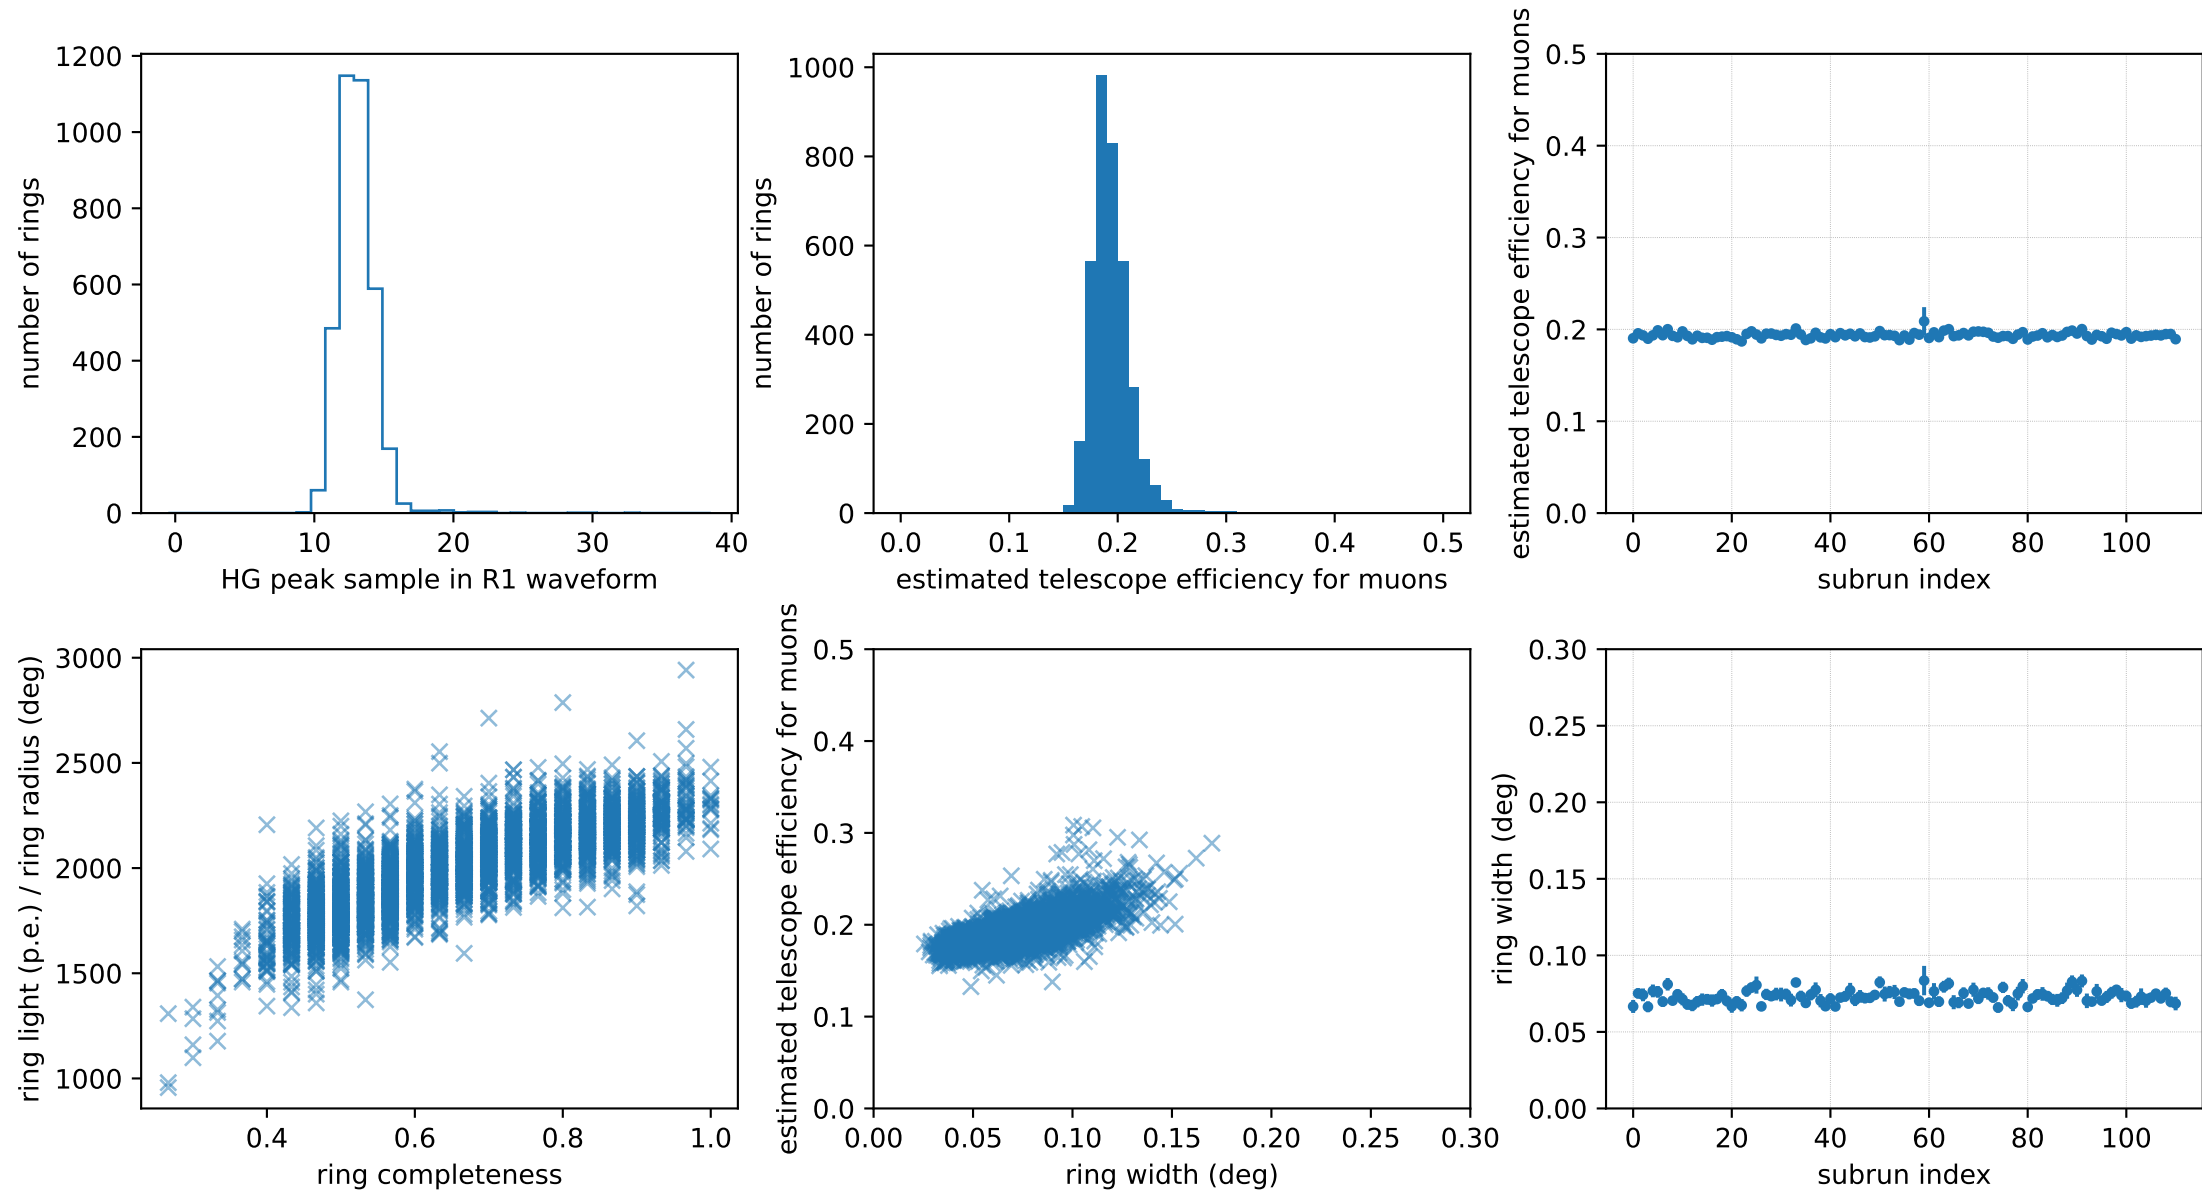 1200
1000
800
600
400
200
0
number of rings
0 10 20 30 40
HG peak sample in R1 waveform
1000
800
600
400
200
0
number of rings
0.0 0.1 0.2 0.3 0.4 0.5
estimated telescope efficiency for muons
0.5
0.4
0.3
0.2
0.1
0.0
estimated telescope efficiency for muons
0 20 40 60 80 100
subrun index
3000
2500
2000
1500
1000
ring light (p.e.) / ring radius (deg)
0.4 0.6 0.8 1.0
ring completeness
0.5
0.4
0.3
0.2
0.1
0.0
estimated telescope efficiency for muons
0.00 0.05 0.10 0.15 0.20 0.25 0.30
ring width (deg)
0.30
0.25
0.20
0.15
0.10
0.05
0.00
ring width (deg)
0 20 40 60 80 100
subrun index